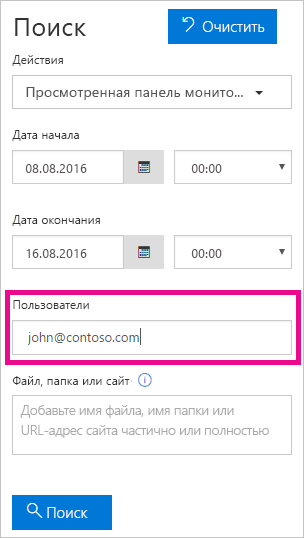 Поиск
Очистить
Действия
Просмотренная панель монито...
Дата начала
08.08.2016
00:00
Дата окончания
16.08.2016
00:00
Пользователи
john@contoso.com
Файл, папка или сайт
Добавьте имя файла, имя папки или
URL-адрес сайта частично или полностью
Поиск